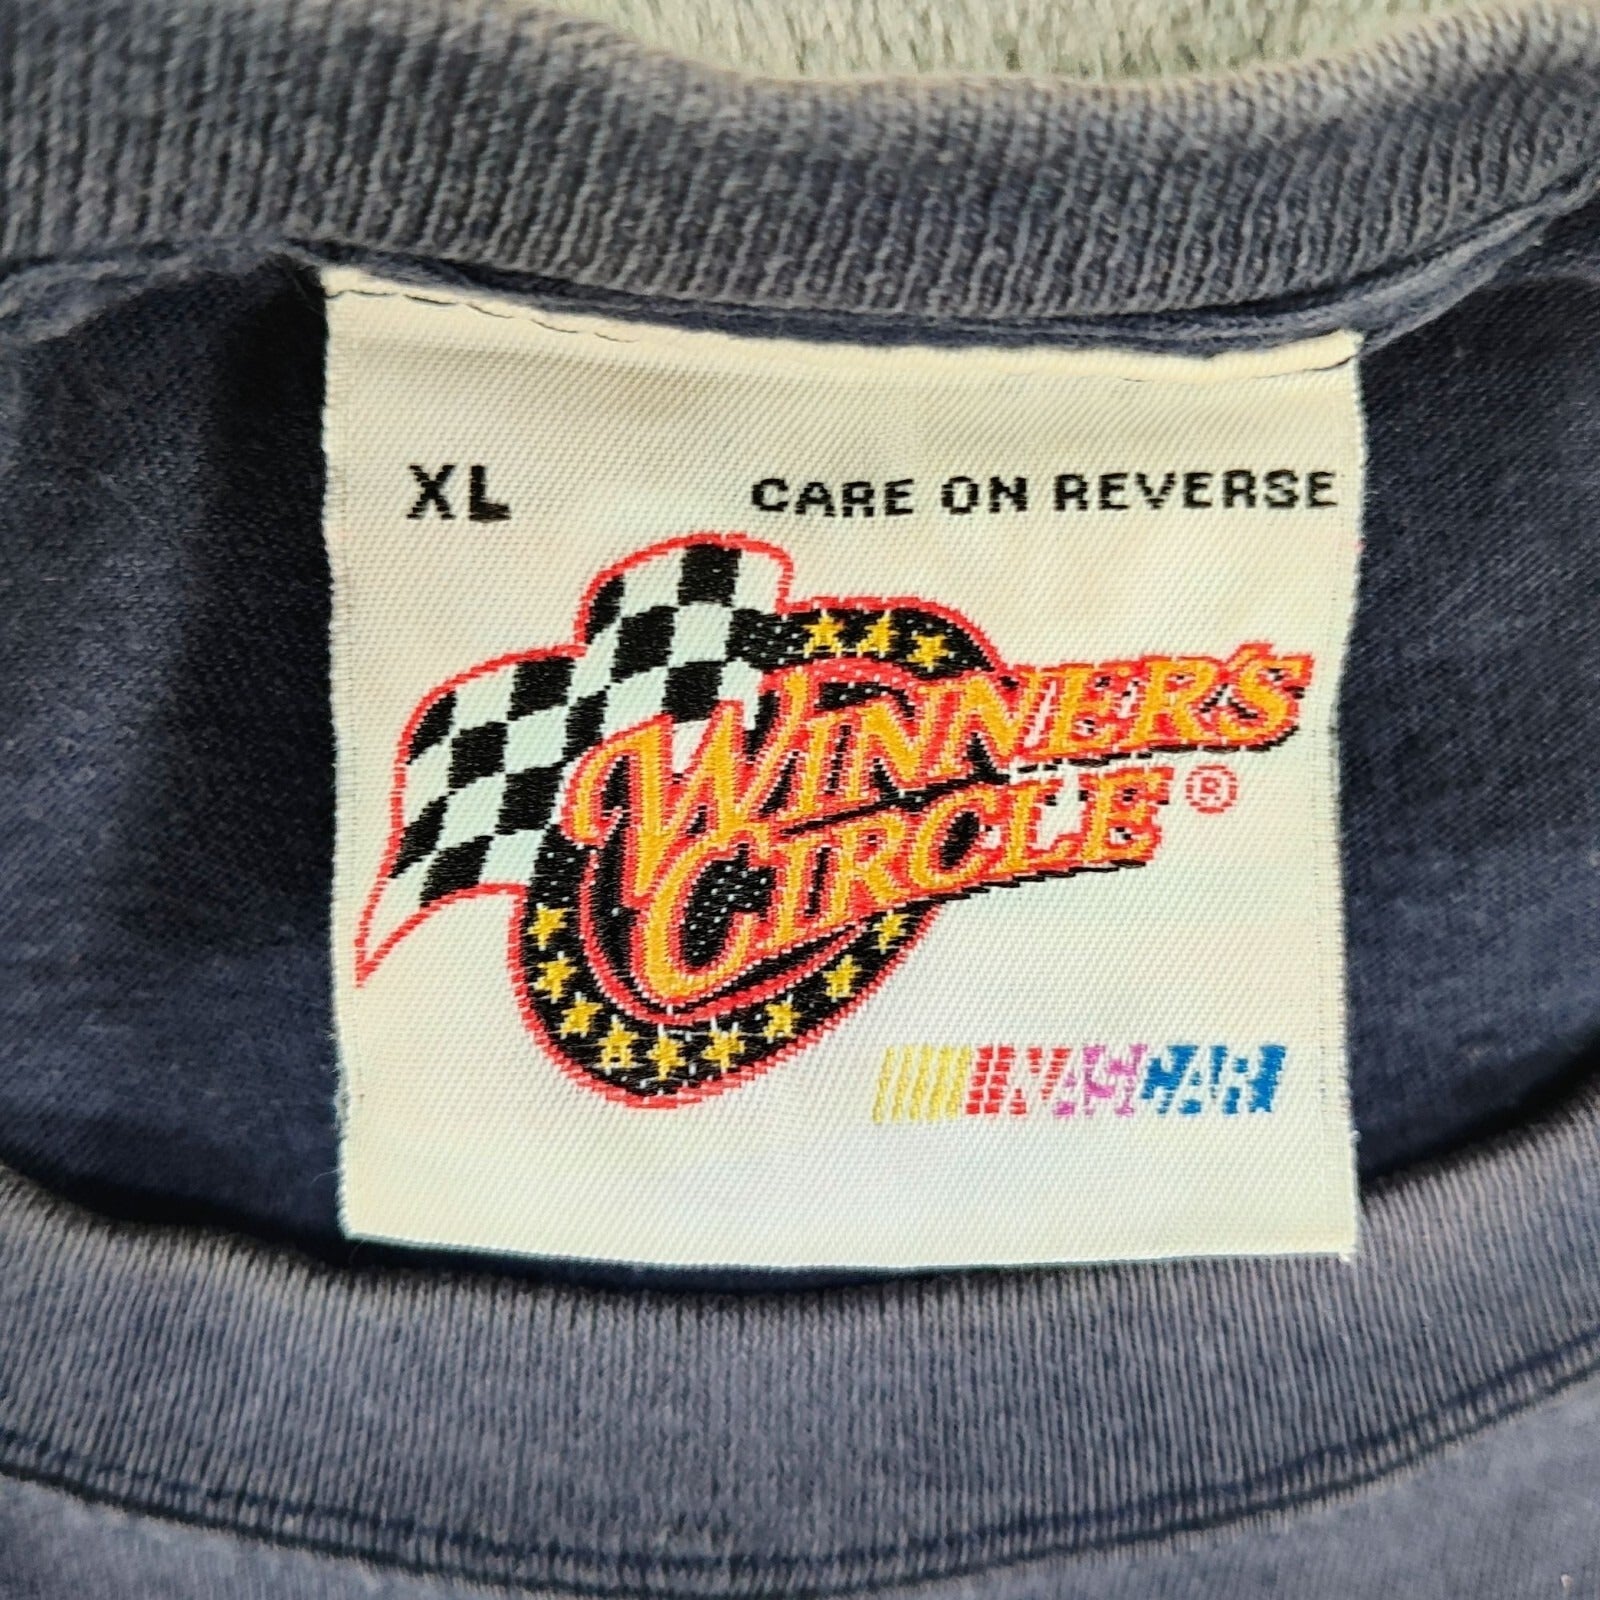 XL CARE ON REVERSE
WINNER'S
CIRCLE®
NASCAR